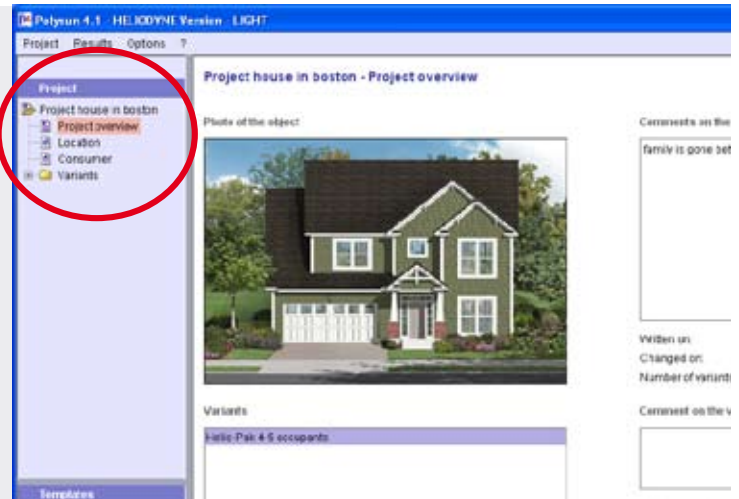 Polysun 4.1 HELIODYNE Version LIGHT
Project Results Options ?
Project
Project house in boston
Project overview
Location
Consumer
Variants
Templates
Project house in boston - Project overview
Photo of the object
Variants
Helio-Pak 4-5 occupants
Comments on the
family is gone bet
Written on:
Changed on:
Number of variants
Comment on the v